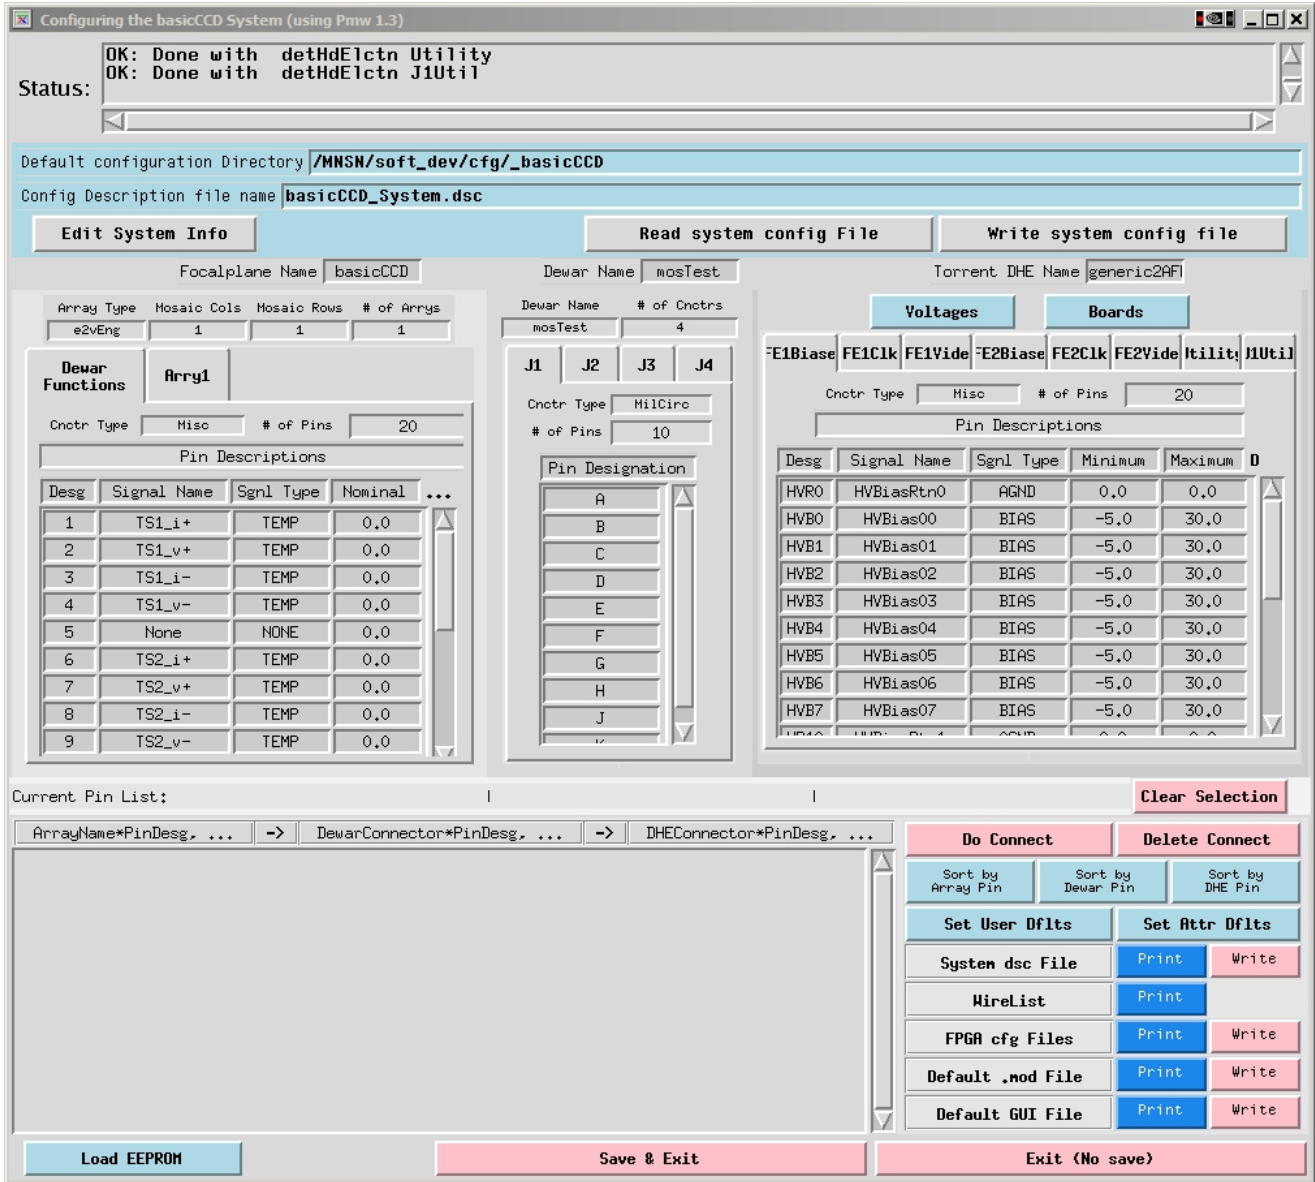 Configuring the basicCCD System (using Pmw 1.3)
OK: Done with detHdElctn Utility
OK: Done with detHdElctn J1Util
Status:
Default configuration Directory /MNSN/soft_dev/cfg/_basicCCD
Config Description file name basicCCD_System.dsc
Edit System Info Read system config File Write system config file
Focalplane Name basicCCD Dewar Name mosTest Torrent DHE Name generic2AF
Array Type Mosaic Cols Mosaic Rows # of Arrys
e2vEng 1 1 1
Dewar Functions Arry1
Cnctr Type Misc # of Pins 20
Pin Descriptions
Desg Signal Name Sgnl Type Nominal ...
1 TS1_i+ TEMP 0.0
2 TS1_v+ TEMP 0.0
3 TS1_i- TEMP 0.0
4 TS1_v- TEMP 0.0
5 None NONE 0.0
6 TS2_i+ TEMP 0.0
7 TS2_v+ TEMP 0.0
8 TS2_i- TEMP 0.0
9 TS2_v- TEMP 0.0
Dewar Name # of Cnctrs
mosTest 4
J1 J2 J3 J4
Cnctr Type MilCirc
# of Pins 10
Pin Designation
A
B
C
D
E
F
G
H
J
Voltages Boards
FE1Biase FE1Clk FE1Vide FE2Biase FE2Clk FE2Vide tility J1Util
Cnctr Type Misc # of Pins 20
Pin Descriptions
Desg Signal Name Sgnl Type Minimum Maximum D
HVR0 HVBiasRtn0 AGND 0.0 0.0
HVB0 HVBias00 BIAS -5.0 30.0
HVB1 HVBias01 BIAS -5.0 30.0
HVB2 HVBias02 BIAS -5.0 30.0
HVB3 HVBias03 BIAS -5.0 30.0
HVB4 HVBias04 BIAS -5.0 30.0
HVB5 HVBias05 BIAS -5.0 30.0
HVB6 HVBias06 BIAS -5.0 30.0
HVB7 HVBias07 BIAS -5.0 30.0
Current Pin List: | | Clear Selection
ArrayName*PinDesg, ... -> DewarConnector*PinDesg, ... -> DHEConnector*PinDesg, ...
Do Connect Delete Connect
Sort by Array Pin Sort by Dewar Pin Sort by DHE Pin
Set User Dflts Set Attr Dflts
System dsc File Print Write
WireList Print
FPGA cfg Files Print Write
Default .mod File Print Write
Default GUI File Print Write
Load EEPROM Save & Exit Exit (No save)